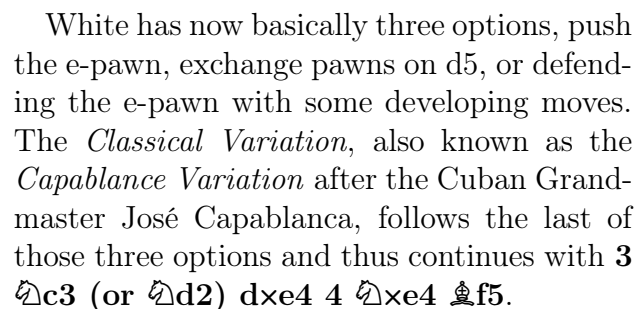 White has now basically three options, push
the e-pawn, exchange pawns on d5, or defend-
ing the e-pawn with some developing moves.
The Classical Variation, also known as the
Capablance Variation after the Cuban Grand-
master José Capablanca, follows the last of
those three options and thus continues with 3
♘c3 (or ♘d2) d×e4 4 ♘×e4 ♝f5.